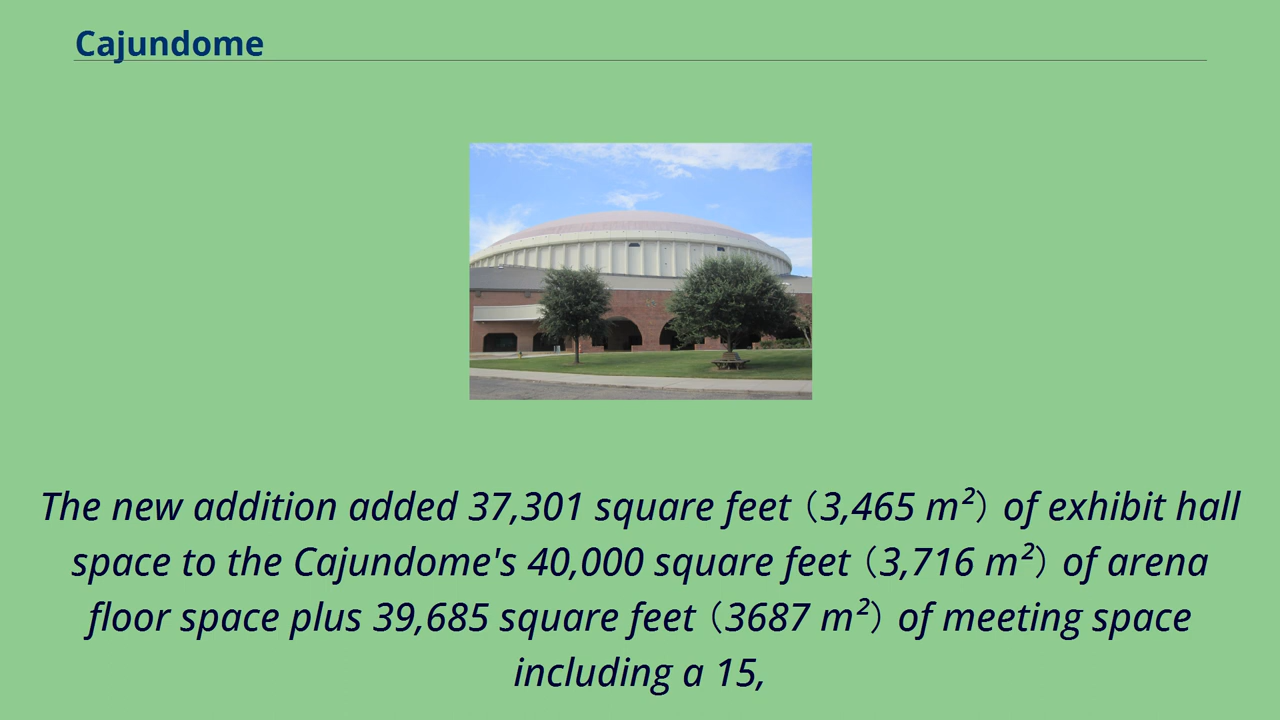 Cajundome
The new addition added 37,301 square feet (3,465 m²) of exhibit hall
space to the Cajundome's 40,000 square feet (3,716 m²) of arena
floor space plus 39,685 square feet (3687 m²) of meeting space
including a 15,